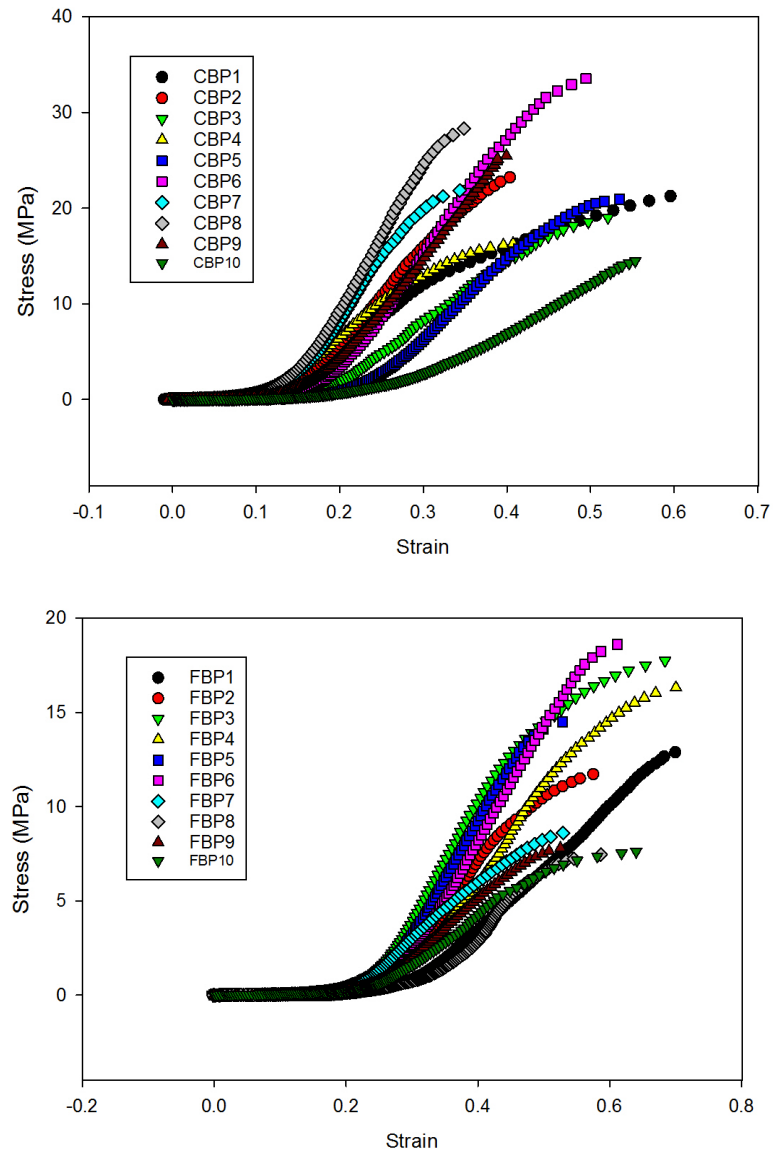 40
30
20
10
0
Stress (MPa)
CBP1
CBP2
CBP3
CBP4
CBP5
CBP6
CBP7
CBP8
CBP9
CBP10
-0.1 0.0 0.1 0.2 0.3 0.4 0.5 0.6 0.7
Strain
20
15
10
5
0
Stress (MPa)
FBP1
FBP2
FBP3
FBP4
FBP5
FBP6
FBP7
FBP8
FBP9
FBP10
-0.2 0.0 0.2 0.4 0.6 0.8
Strain